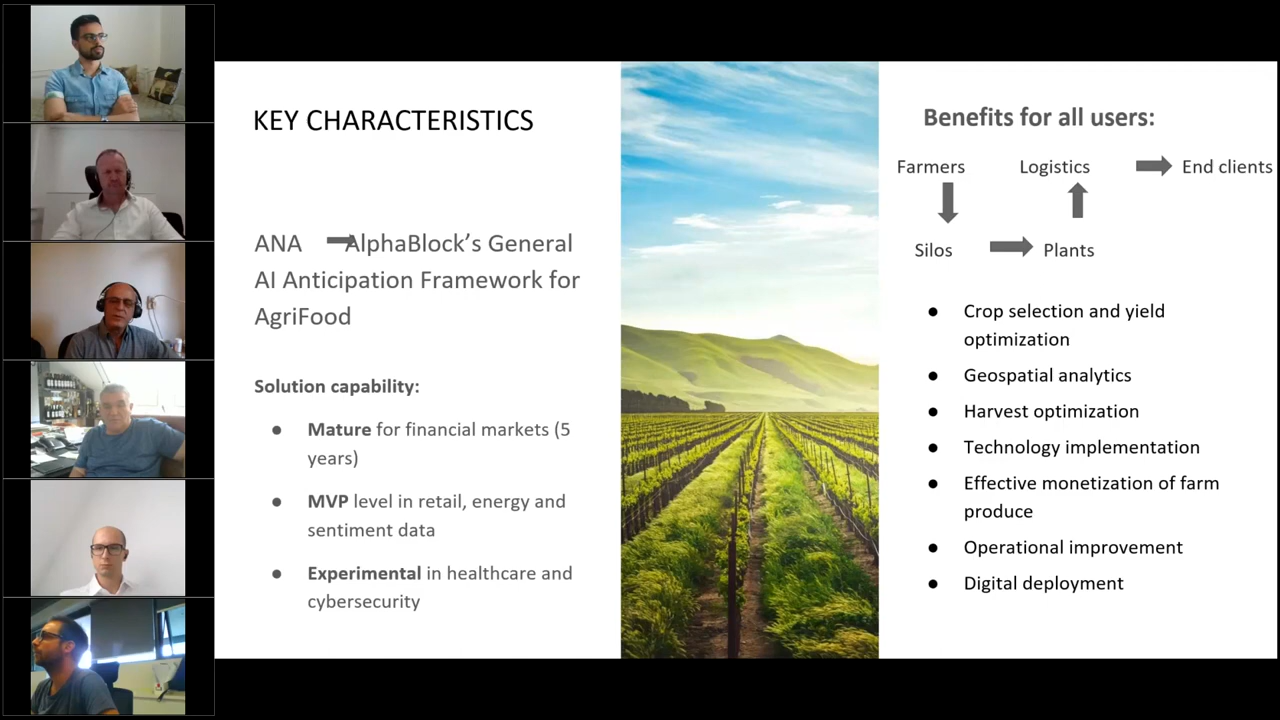 KEY CHARACTERISTICS
ANA AlphaBlock's General
AI Anticipation Framework for
AgriFood
Solution capability:
● Mature for financial markets (5
years)
● MVP level in retail, energy and
sentiment data
● Experimental in healthcare and
cybersecurity
Benefits for all users:
Farmers Logistics End clients
Silos Plants
● Crop selection and yield
optimization
● Geospatial analytics
● Harvest optimization
● Technology implementation
● Effective monetization of farm
produce
● Operational improvement
● Digital deployment